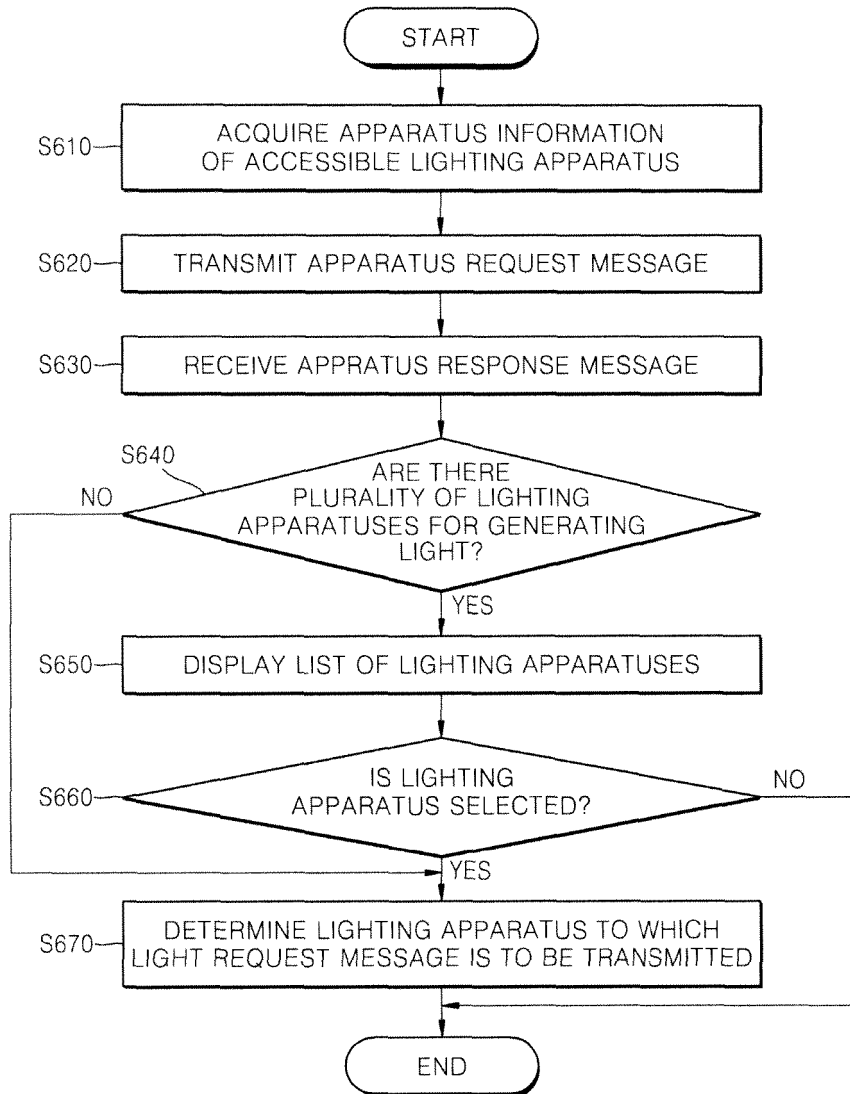 START
S610
ACQUIRE APPARATUS INFORMATION
OF ACCESSIBLE LIGHTING APPARATUS
S620
TRANSMIT APPARATUS REQUEST MESSAGE
S630
RECEIVE APPRATUS RESPONSE MESSAGE
S640
NO
ARE THERE
PLURALITY OF LIGHTING
APPARATUSES FOR GENERATING
LIGHT?
YES
S650
DISPLAY LIST OF LIGHTING APPARATUSES
S660
IS LIGHTING
APPARATUS SELECTED?
NO
YES
S670
DETERMINE LIGHTING APPARATUS TO WHICH
LIGHT REQUEST MESSAGE IS TO BE TRANSMITTED
END